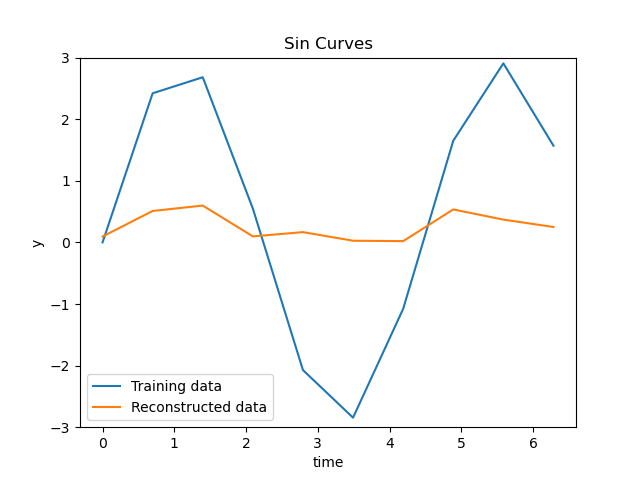 Sin Curves
3
2
1
0
−1
−2
−3
y
Training data
Reconstructed data
0 1 2 3 4 5 6
time